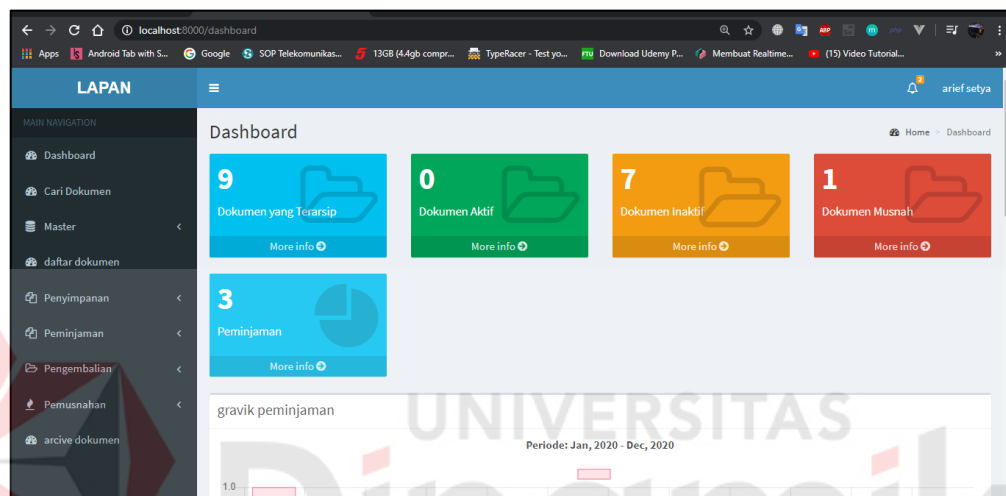 localhost:8000/dashboard
Apps Android Tab with S... Google SOP Telekomunikas... 13GB (4.4gb compr... TypeRacer - Test yo... FTU Download Udemy P... Membuat Realtime... (15) Video Tutorial... »
LAPAN
2
arief setya
MAIN NAVIGATION
Dashboard
Cari Dokumen
Master
daftar dokumen
Penyimpanan
Peminjaman
Pengembalian
Pemusnahan
arcive dokumen
Dashboard
Home > Dashboard
9
Dokumen yang Terarsip
More info
0
Dokumen Aktif
More info
7
Dokumen Inaktif
More info
1
Dokumen Musnah
More info
3
Peminjaman
More info
gravik peminjaman
UNIVERSITAS
Periode: Jan, 2020 - Dec, 2020
1.0